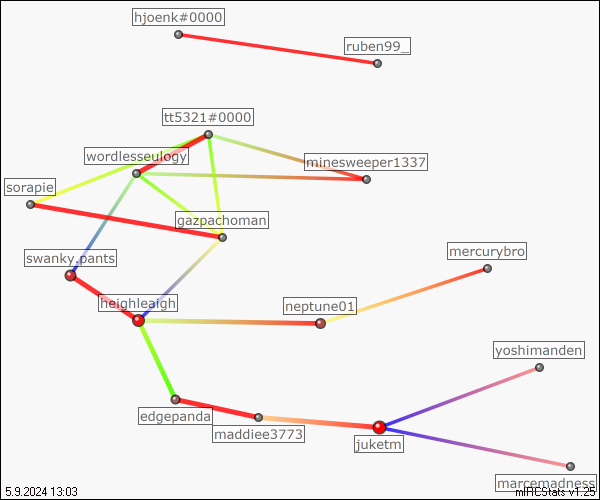 hjoenk#0000
ruben99_
tt5321#0000
wordlesseulogy
minesweeper1337
sorapie
gazpachoman
swanky.pants
mercurybro
heighleaigh
neptune01
yoshimanden
edgepanda
maddiee3773
juketm
marcemadness
5.9.2024 13:03
mIRCStats v1.25